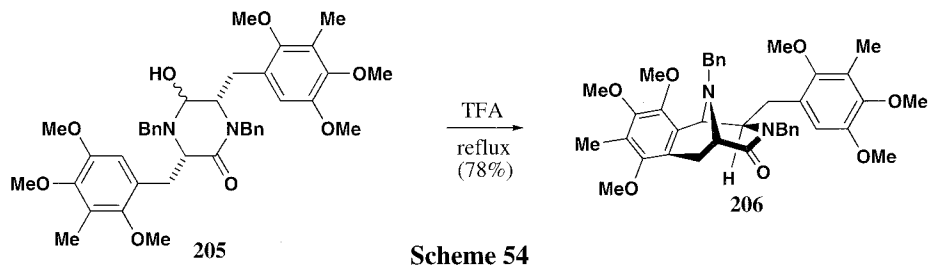 MeO Me
HO OMe
OMe
BnN NBn
MeO
O
MeO
Me OMe
205
TFA
reflux
(78%)
Bn
MeO Me
MeO N
MeO OMe
Me NBn
OMe
O
MeO H
206
Scheme 54